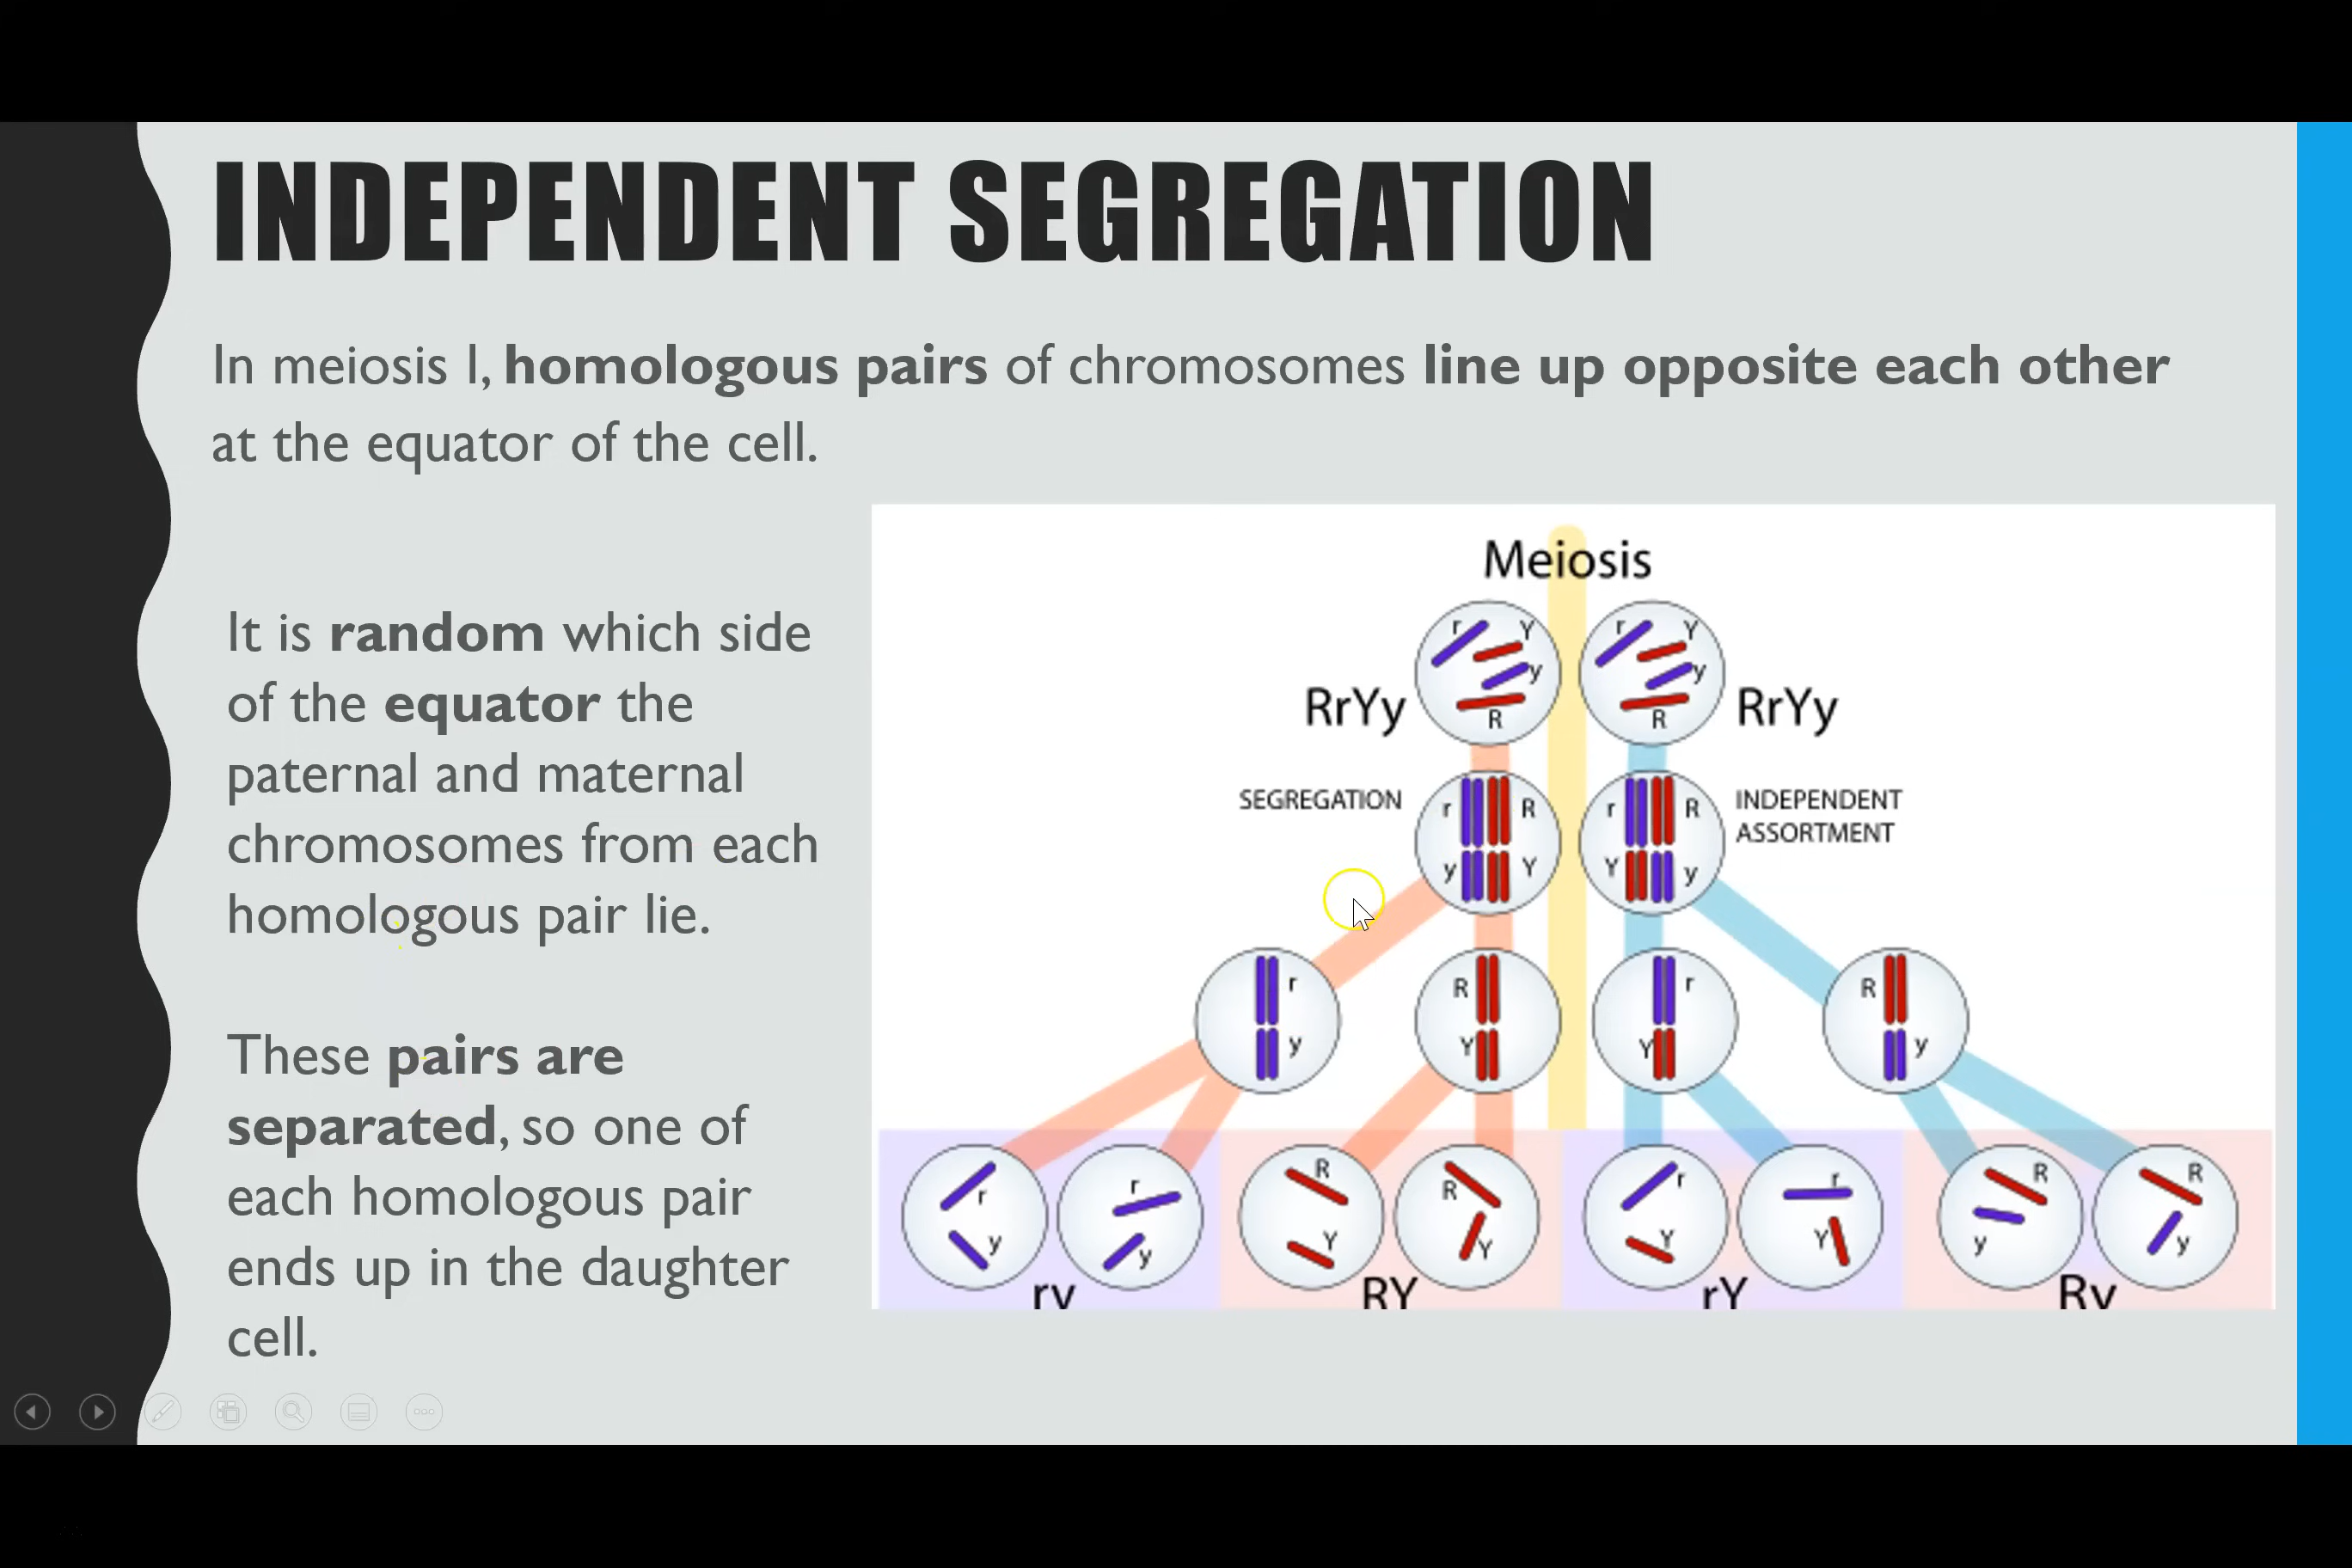 INDEPENDENT SEGREGATION
In meiosis I, homologous pairs of chromosomes line up opposite each other
at the equator of the cell.
It is random which side
of the equator the
paternal and maternal
chromosomes from each
homologous pair lie.
These pairs are
separated, so one of
each homologous pair
ends up in the daughter
cell.
Meiosis
r Y y R
r Y y R
RrYy
RrYy
SEGREGATION
r R
y Y
r R
Y y
INDEPENDENT
ASSORTMENT
r
y
R
Y
r
Y
R
y
r
y
r
y
R
Y
R
Y
r
Y
r
Y
R
y
R
y
ry
RY
rY
Ry